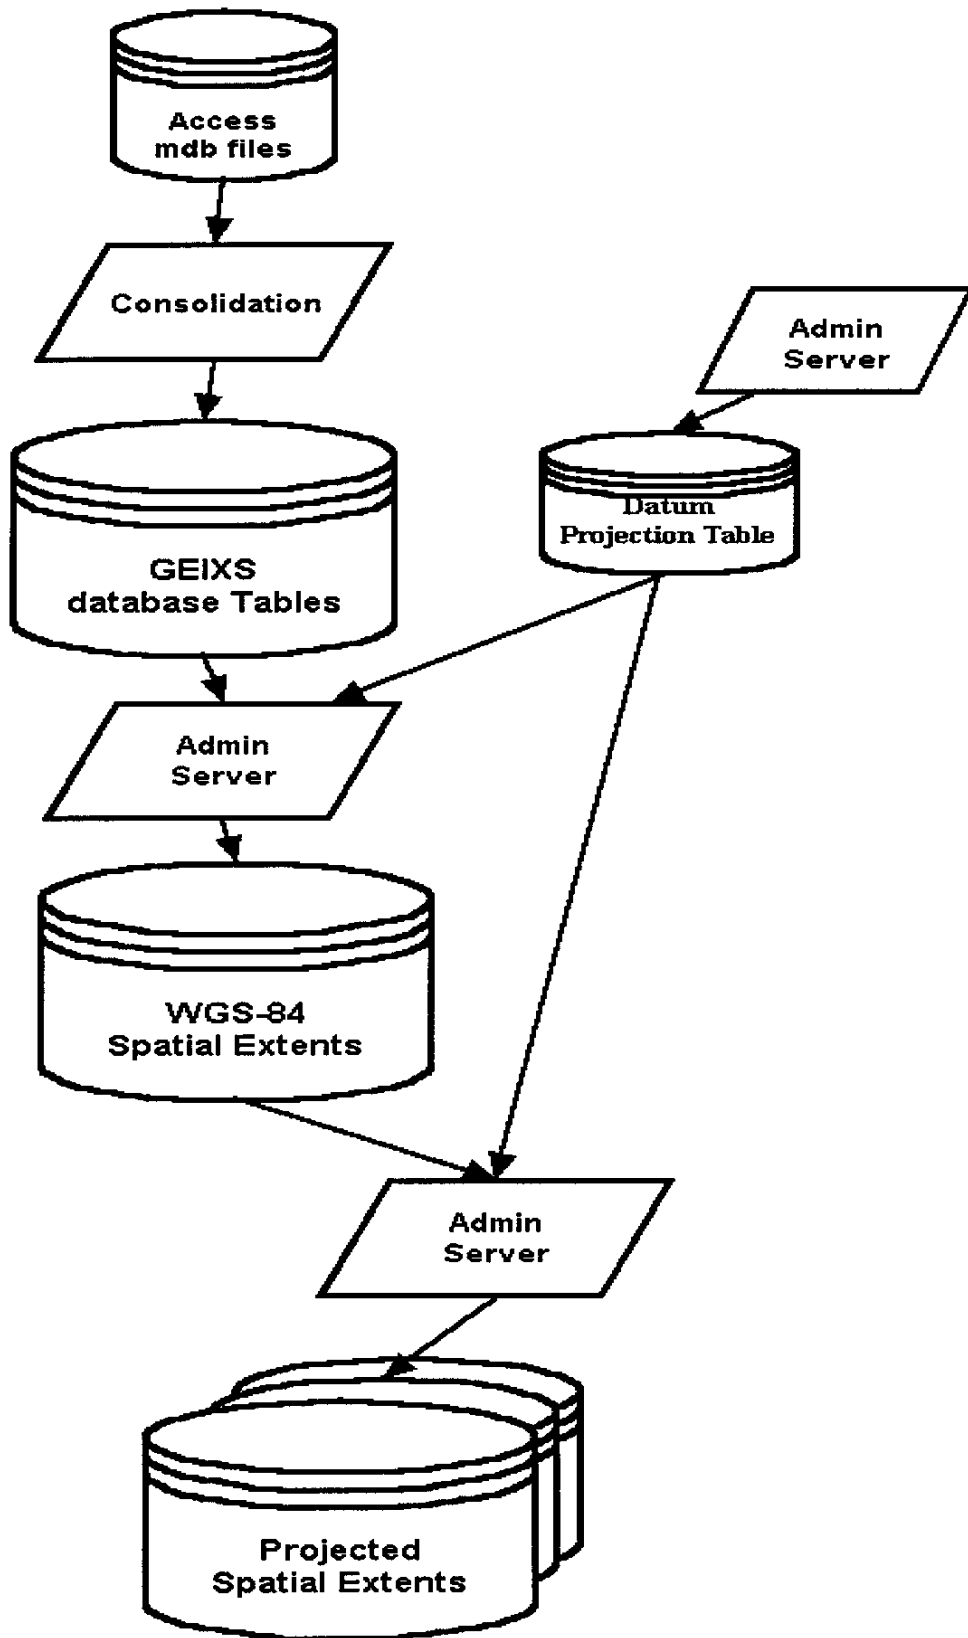 Access
mdb files
Consolidation
Admin
Server
Datum
Projection Table
GEIXS
database Tables
Admin
Server
WGS-84
Spatial Extents
Admin
Server
Projected
Spatial Extents